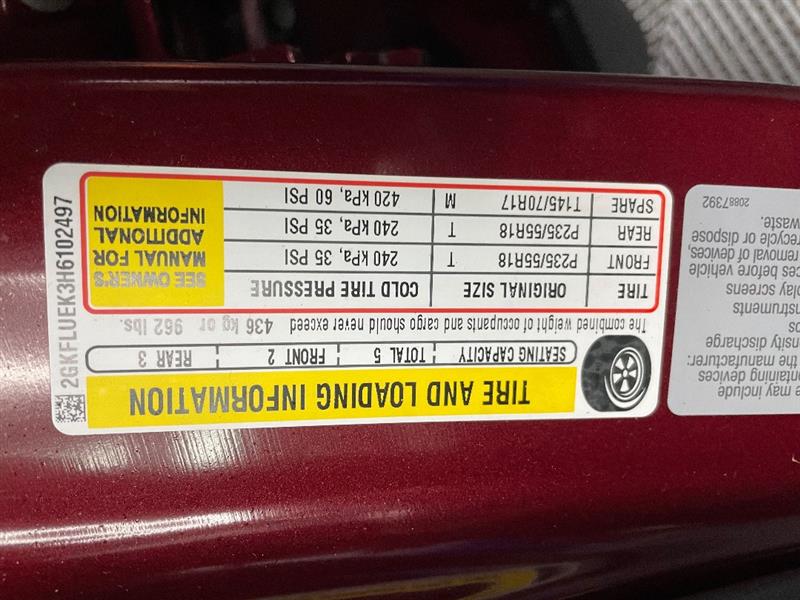 TIRE AND LOADING INFORMATION
SEATING CAPACITY TOTAL 5 FRONT 2 REAR 3
The combined weight of occupants and cargo should never exceed 436 kg or 962 lbs.
TIRE ORIGINAL SIZE COLD TIRE PRESSURE
FRONT P235/55R18 T 240 kPa, 35 PSI
REAR P235/55R18 T 240 kPa, 35 PSI
SPARE T145/70R17 M 420 kPa, 60 PSI
SEE OWNER'S
MANUAL FOR
ADDITIONAL
INFORMATION
2GKFLUEK3H6102497
e may include
ontaining devices
the manufacturer:
ensity discharge
os
nstruments
play screens
ces before vehicle
removal of devices,
recycle or dispose
waste.
20887392